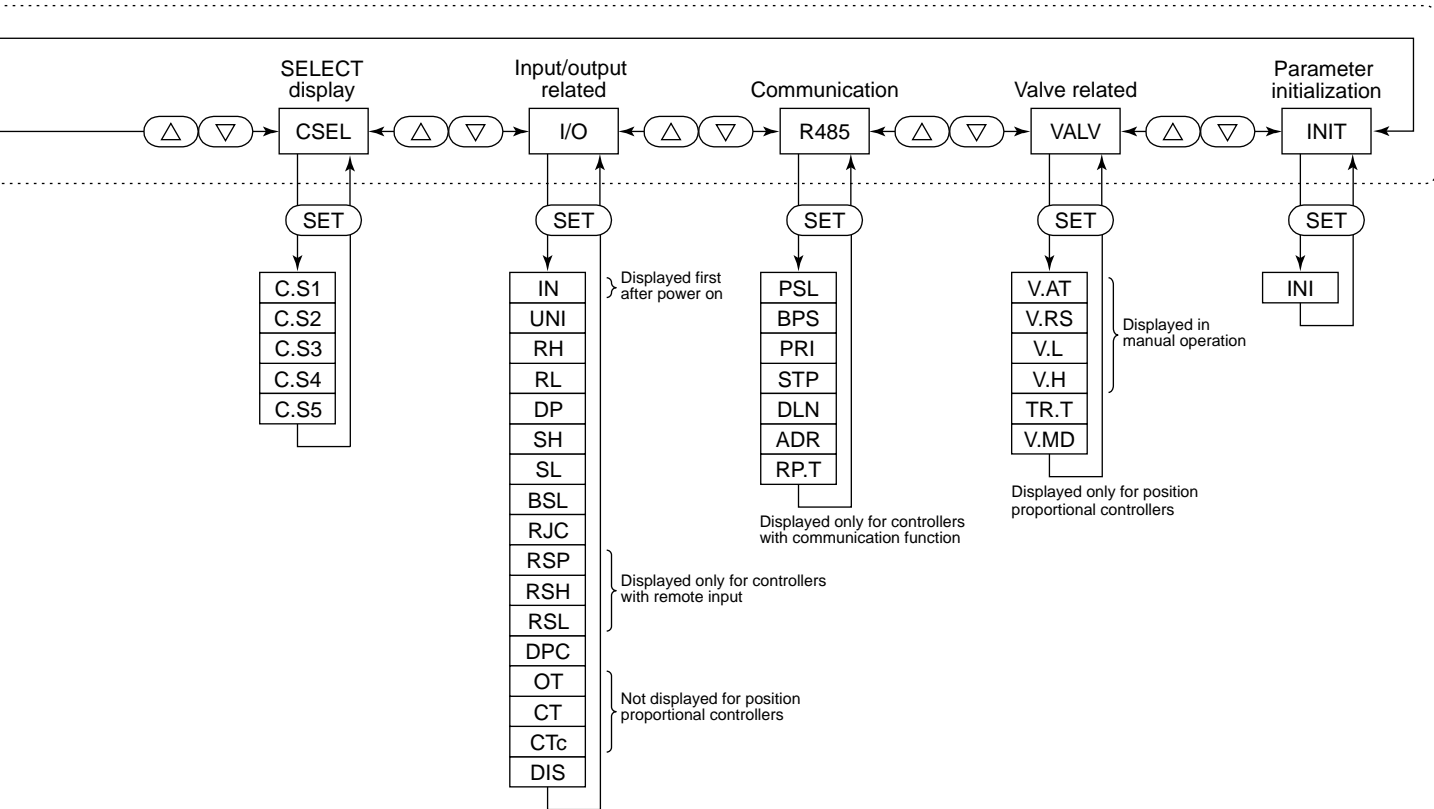 SELECT
display
Input/output
related
Communication
Valve related
Parameter
initialization
CSEL
I/O
R485
VALV
INIT
SET
SET
SET
SET
SET
C.S1
C.S2
C.S3
C.S4
C.S5
IN
UNI
RH
RL
DP
SH
SL
BSL
RJC
RSP
RSH
RSL
DPC
OT
CT
CTc
DIS
Displayed first
after power on
Displayed only for controllers
with remote input
Not displayed for position
proportional controllers
PSL
BPS
PRI
STP
DLN
ADR
RP.T
Displayed only for controllers
with communication function
V.AT
V.RS
V.L
V.H
TR.T
V.MD
Displayed in
manual operation
Displayed only for position
proportional controllers
INI